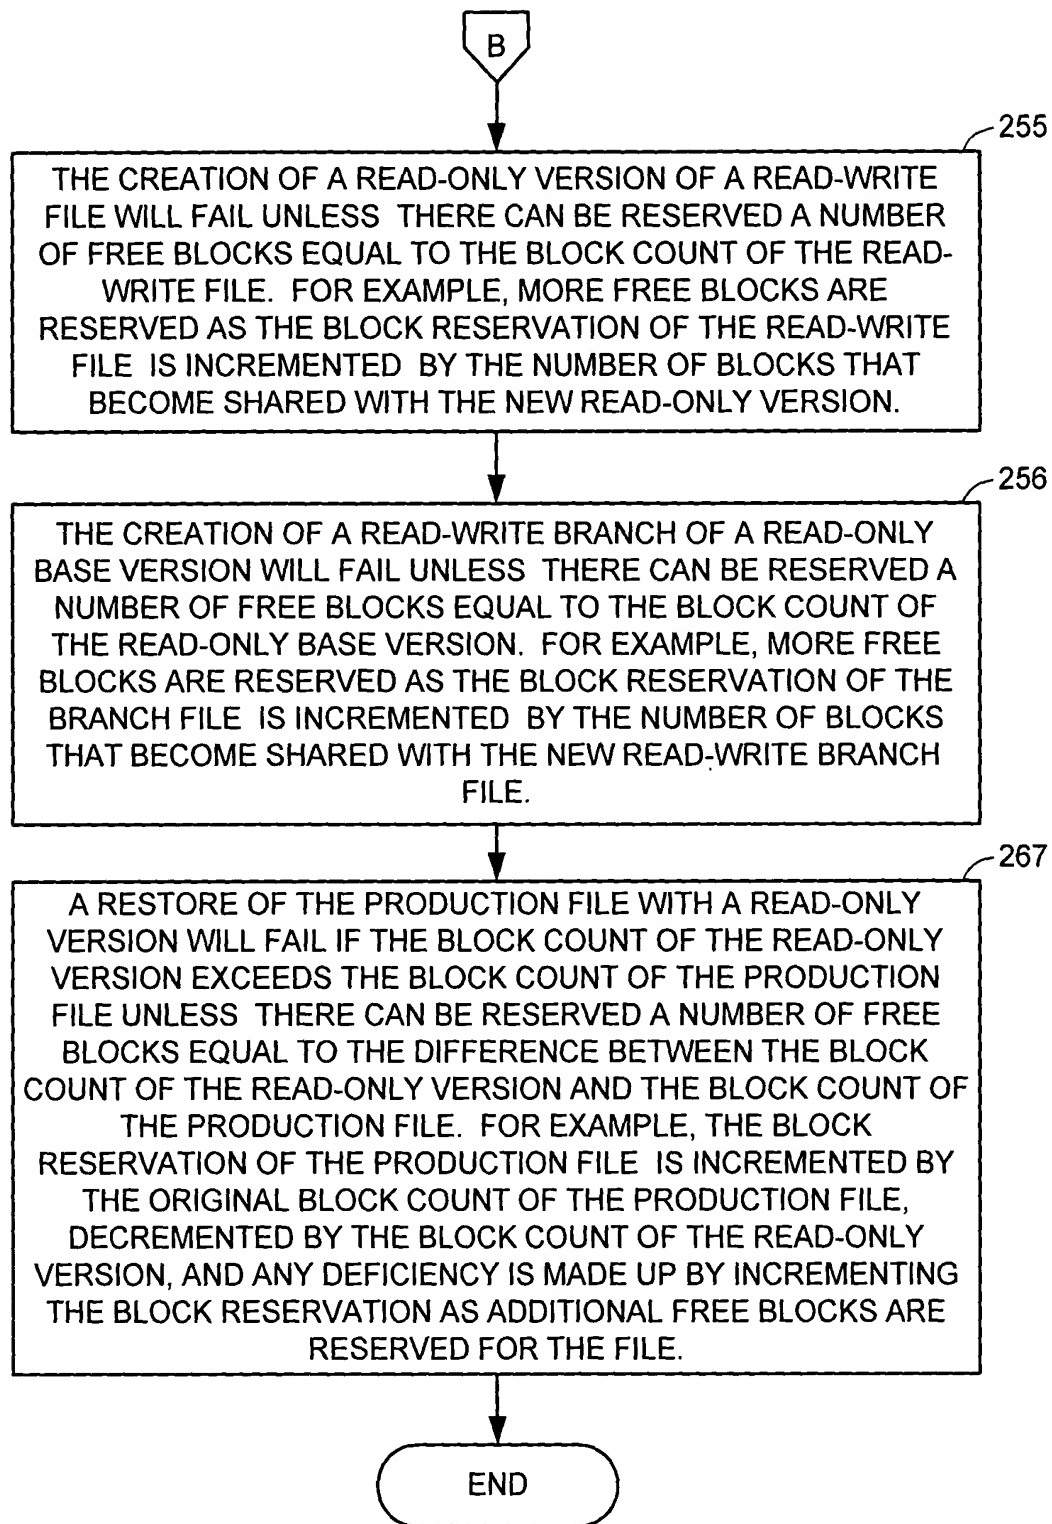 B
255
THE CREATION OF A READ-ONLY VERSION OF A READ-WRITE
FILE WILL FAIL UNLESS THERE CAN BE RESERVED A NUMBER
OF FREE BLOCKS EQUAL TO THE BLOCK COUNT OF THE READ-
WRITE FILE. FOR EXAMPLE, MORE FREE BLOCKS ARE
RESERVED AS THE BLOCK RESERVATION OF THE READ-WRITE
FILE IS INCREMENTED BY THE NUMBER OF BLOCKS THAT
BECOME SHARED WITH THE NEW READ-ONLY VERSION.
256
THE CREATION OF A READ-WRITE BRANCH OF A READ-ONLY
BASE VERSION WILL FAIL UNLESS THERE CAN BE RESERVED A
NUMBER OF FREE BLOCKS EQUAL TO THE BLOCK COUNT OF
THE READ-ONLY BASE VERSION. FOR EXAMPLE, MORE FREE
BLOCKS ARE RESERVED AS THE BLOCK RESERVATION OF THE
BRANCH FILE IS INCREMENTED BY THE NUMBER OF BLOCKS
THAT BECOME SHARED WITH THE NEW READ-WRITE BRANCH
FILE.
267
A RESTORE OF THE PRODUCTION FILE WITH A READ-ONLY
VERSION WILL FAIL IF THE BLOCK COUNT OF THE READ-ONLY
VERSION EXCEEDS THE BLOCK COUNT OF THE PRODUCTION
FILE UNLESS THERE CAN BE RESERVED A NUMBER OF FREE
BLOCKS EQUAL TO THE DIFFERENCE BETWEEN THE BLOCK
COUNT OF THE READ-ONLY VERSION AND THE BLOCK COUNT OF
THE PRODUCTION FILE. FOR EXAMPLE, THE BLOCK
RESERVATION OF THE PRODUCTION FILE IS INCREMENTED BY
THE ORIGINAL BLOCK COUNT OF THE PRODUCTION FILE,
DECREMENTED BY THE BLOCK COUNT OF THE READ-ONLY
VERSION, AND ANY DEFICIENCY IS MADE UP BY INCREMENTING
THE BLOCK RESERVATION AS ADDITIONAL FREE BLOCKS ARE
RESERVED FOR THE FILE.
END